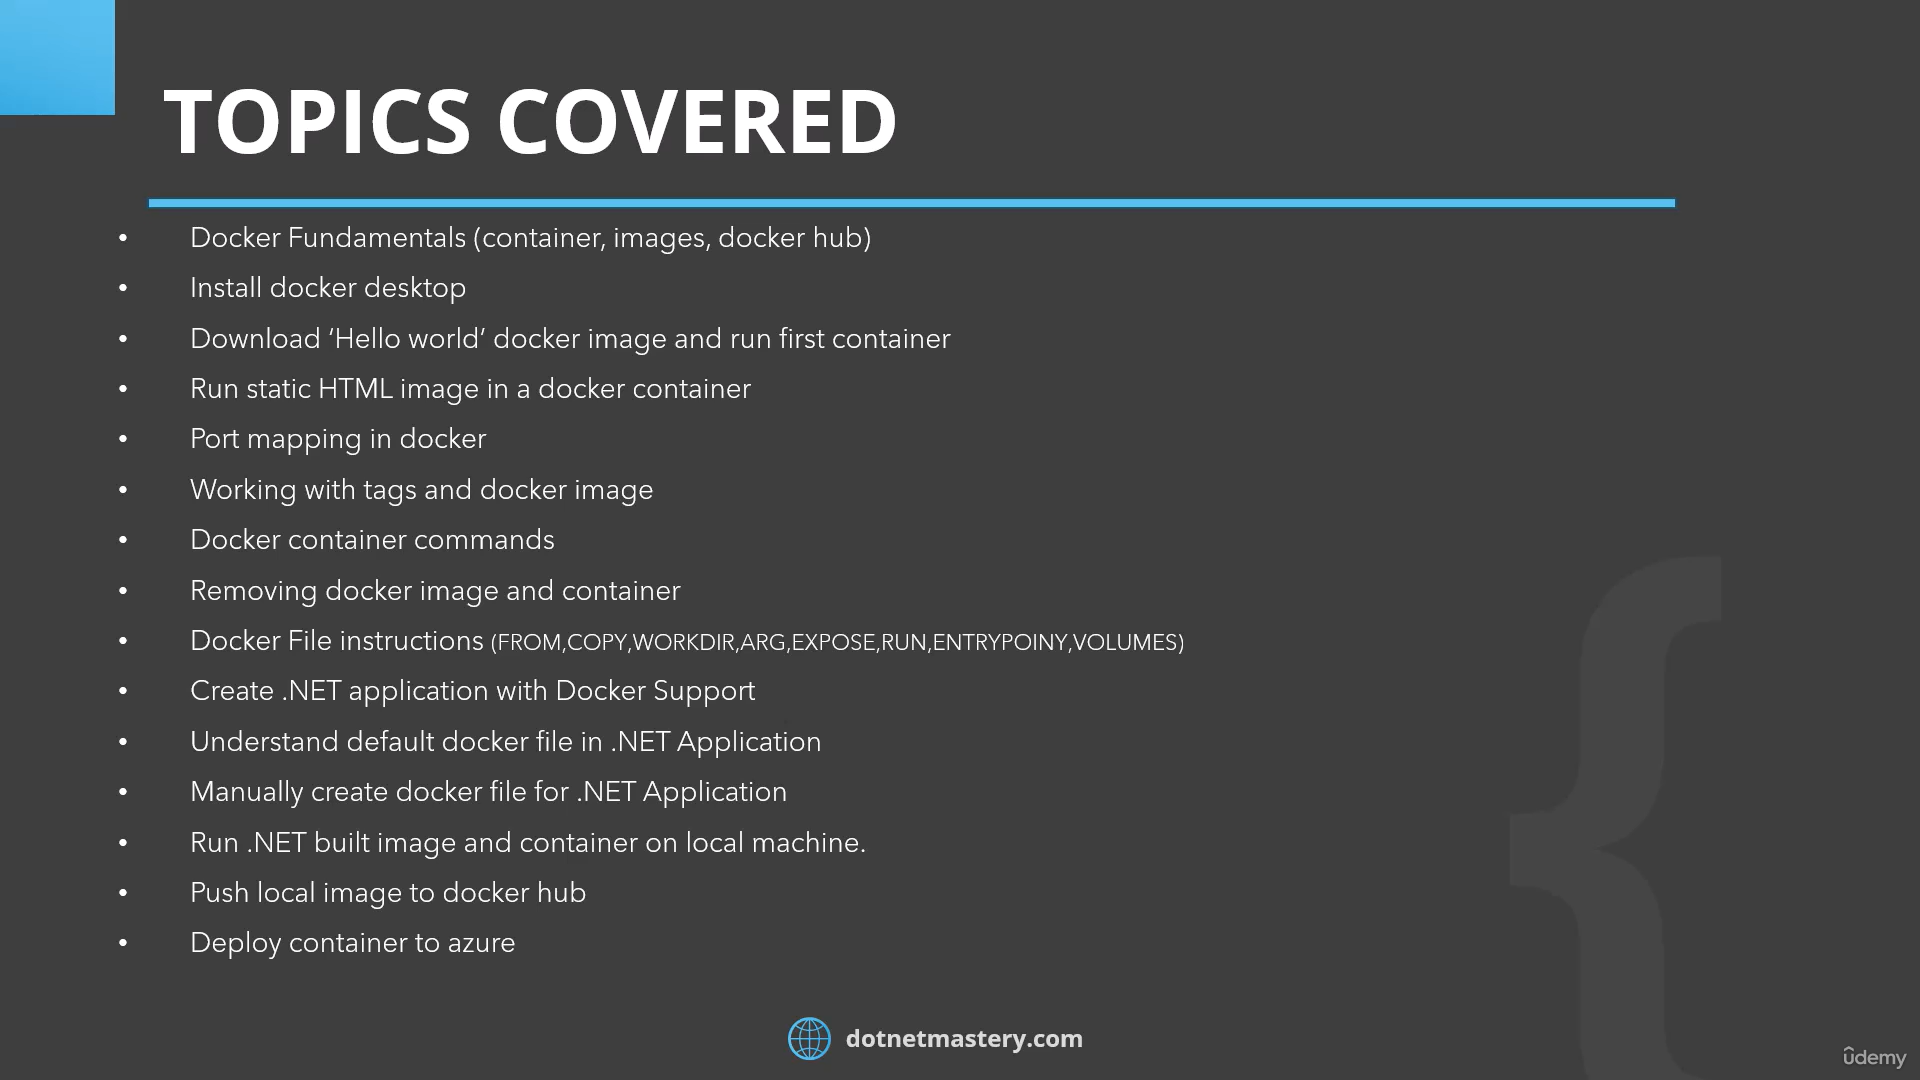 TOPICS COVERED
• Docker Fundamentals (container, images, docker hub)
• Install docker desktop
• Download ‘Hello world’ docker image and run first container
• Run static HTML image in a docker container
• Port mapping in docker
• Working with tags and docker image
• Docker container commands
• Removing docker image and container
• Docker File instructions (FROM,COPY,WORKDIR,ARG,EXPOSE,RUN,ENTRYPOINY,VOLUMES)
• Create .NET application with Docker Support
• Understand default docker file in .NET Application
• Manually create docker file for .NET Application
• Run .NET built image and container on local machine.
• Push local image to docker hub
• Deploy container to azure
{
dotnetmastery.com
ûdemy